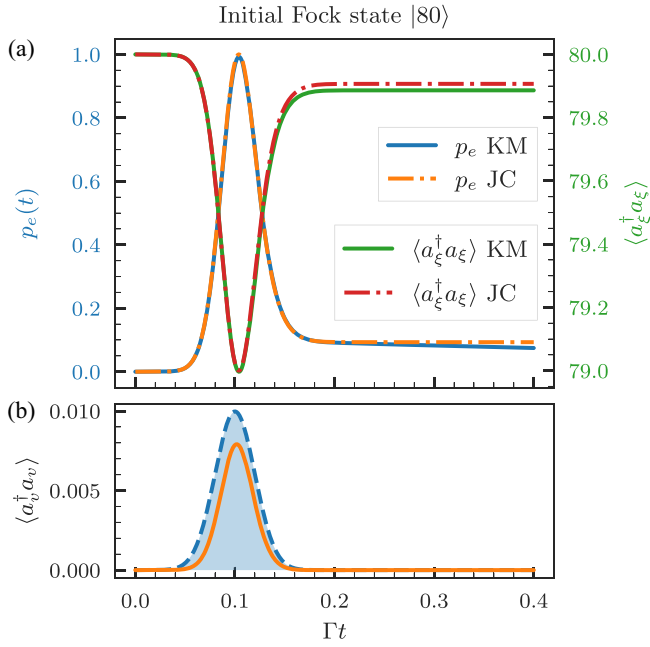 Initial Fock state |80⟩
(a)
1.0
0.8
0.6
0.4
0.2
0.0
p_e(t)
80.0
79.8
79.6
79.4
79.2
79.0
⟨a_ξ^† a_ξ⟩
p_e KM
p_e JC
⟨a_ξ^† a_ξ⟩ KM
⟨a_ξ^† a_ξ⟩ JC
(b)
0.010
0.005
0.000
⟨a_v^† a_v⟩
0.0 0.1 0.2 0.3 0.4
Γt